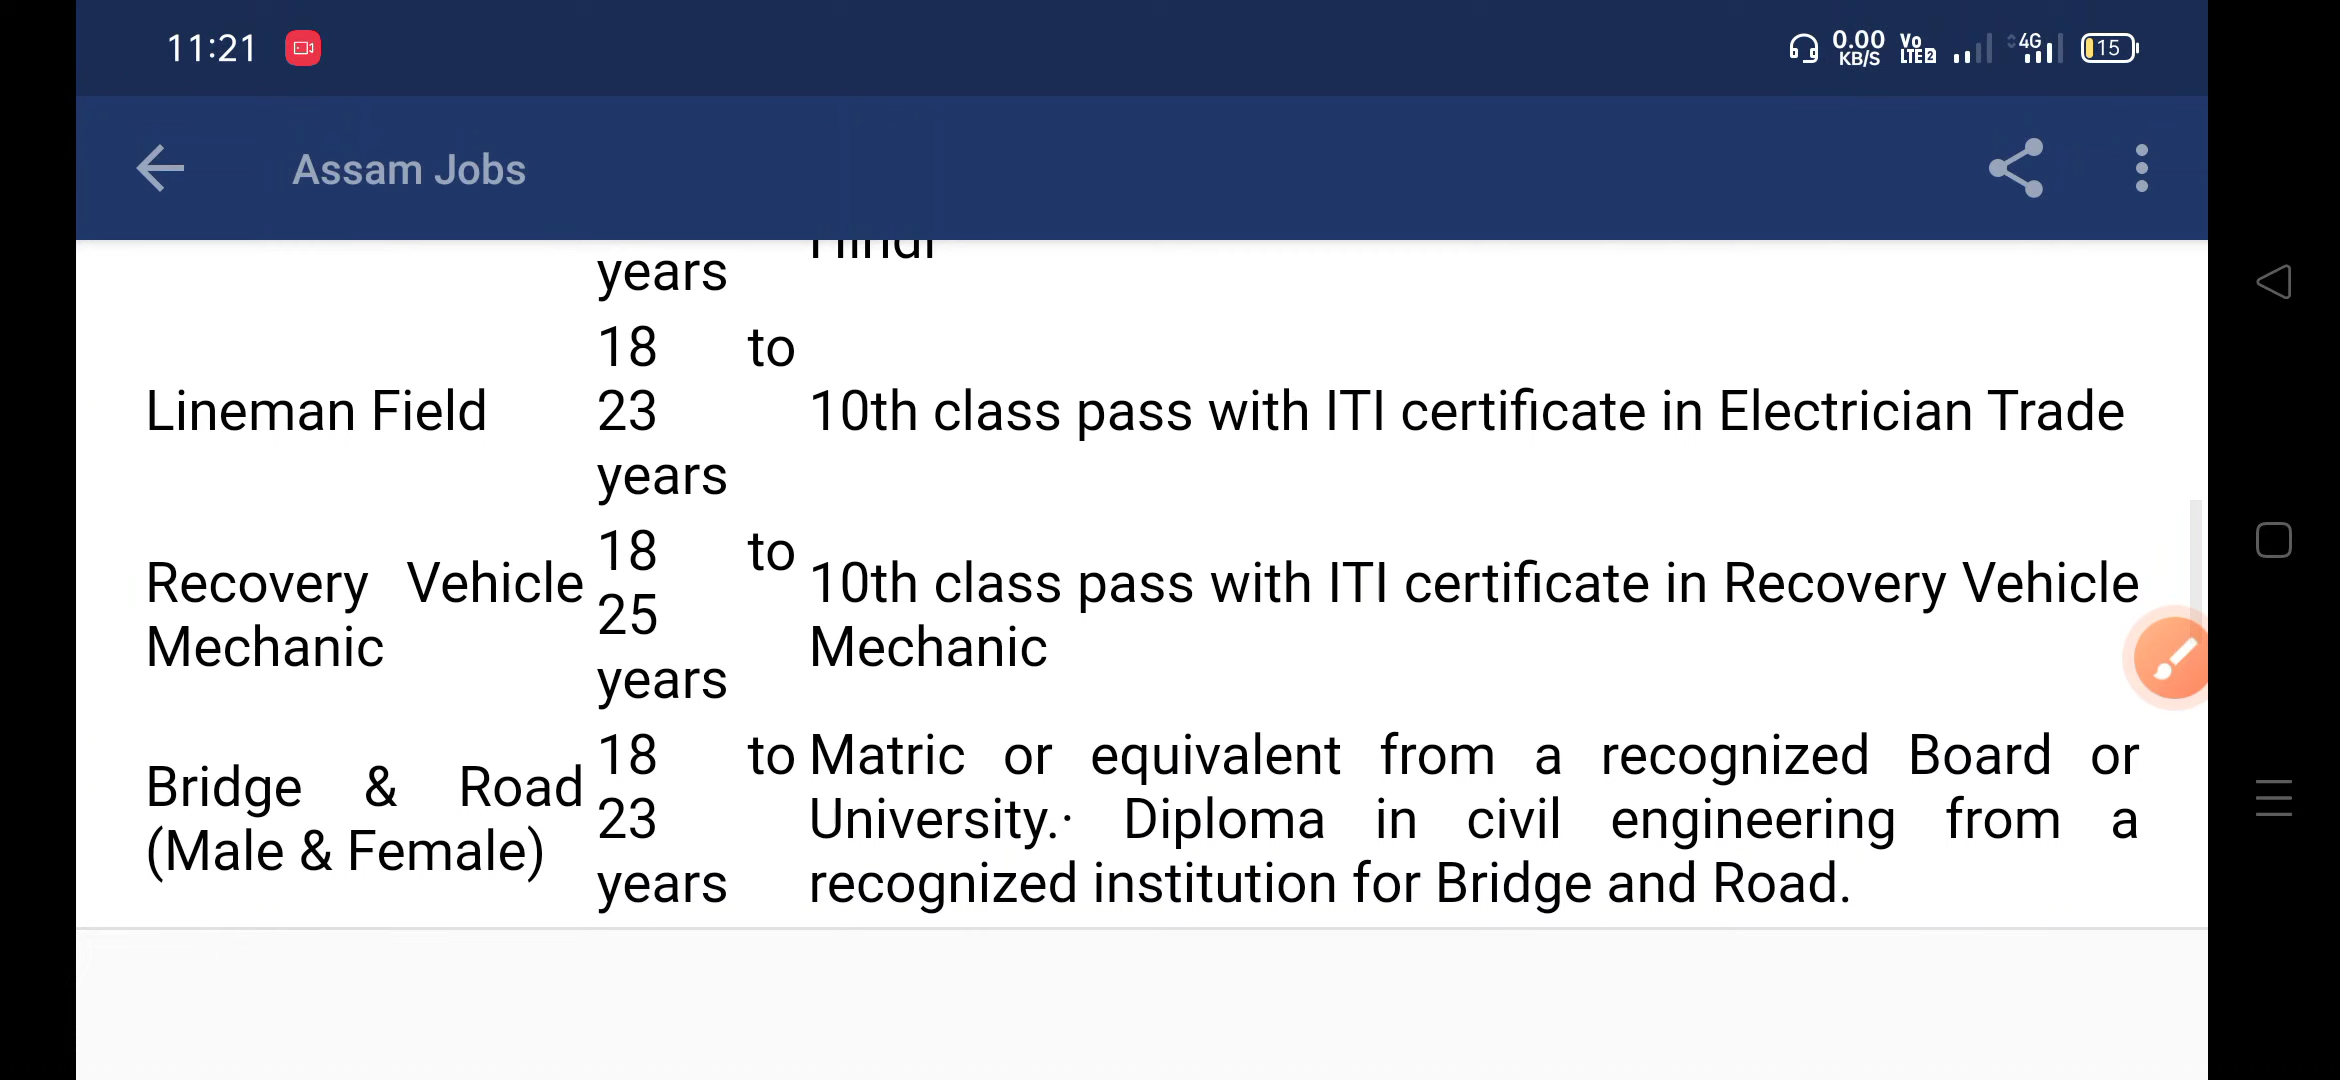 11:21
0.00
KB/S
Vo
LTE 2
4G
15
Assam Jobs
Hindi
years
18 to
Lineman Field
23
years
10th class pass with ITI certificate in Electrician Trade
Recovery Vehicle
Mechanic
18 to
25
years
10th class pass with ITI certificate in Recovery Vehicle
Mechanic
Bridge & Road
(Male & Female)
18 to
23
years
Matric or equivalent from a recognized Board or
University.· Diploma in civil engineering from a
recognized institution for Bridge and Road.